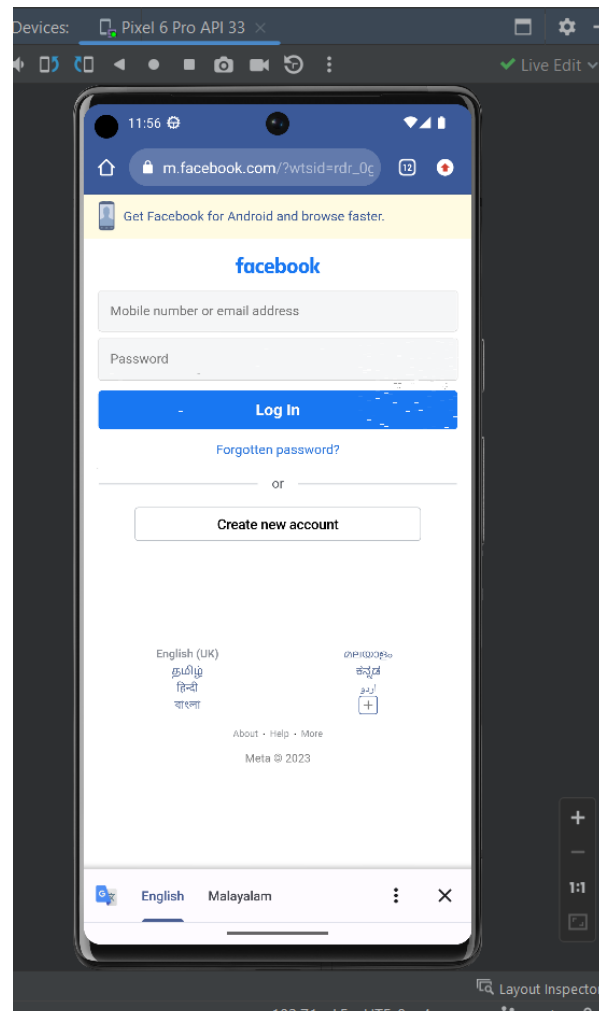 Devices:
Pixel 6 Pro API 33
Live Edit
11:56
m.facebook.com/?wtsid=rdr_0g
12
Get Facebook for Android and browse faster.
facebook
Mobile number or email address
Password
Log In
Forgotten password?
or
Create new account
English (UK)
മലയാളം
தமிழ்
ಕನ್ನಡ
हिन्दी
اردو
বাংলা
About · Help · More
Meta © 2023
1:1
English
Malayalam
Layout Inspector